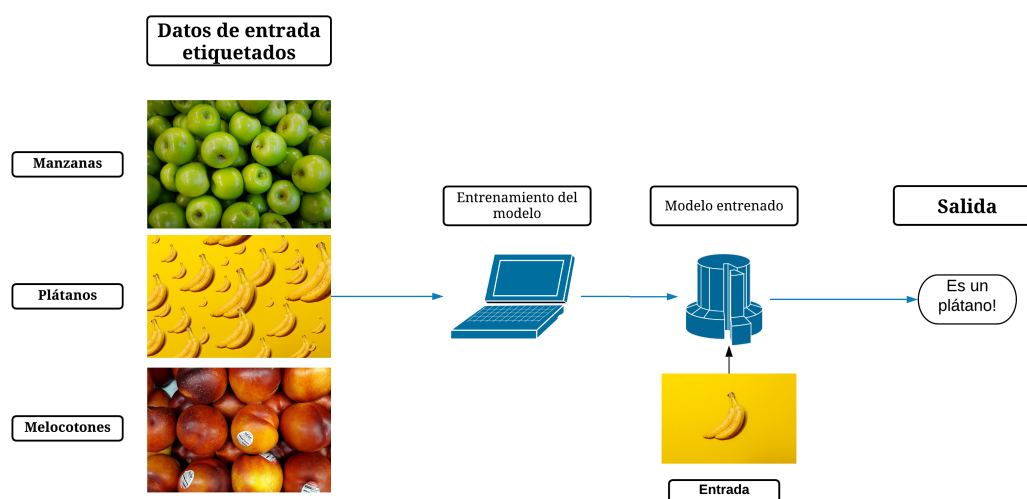 Datos de entrada
etiquetados
Manzanas
Entrenamiento del
modelo
Modelo entrenado
Salida
Plátanos
Es un
plátano!
Melocotones
Entrada